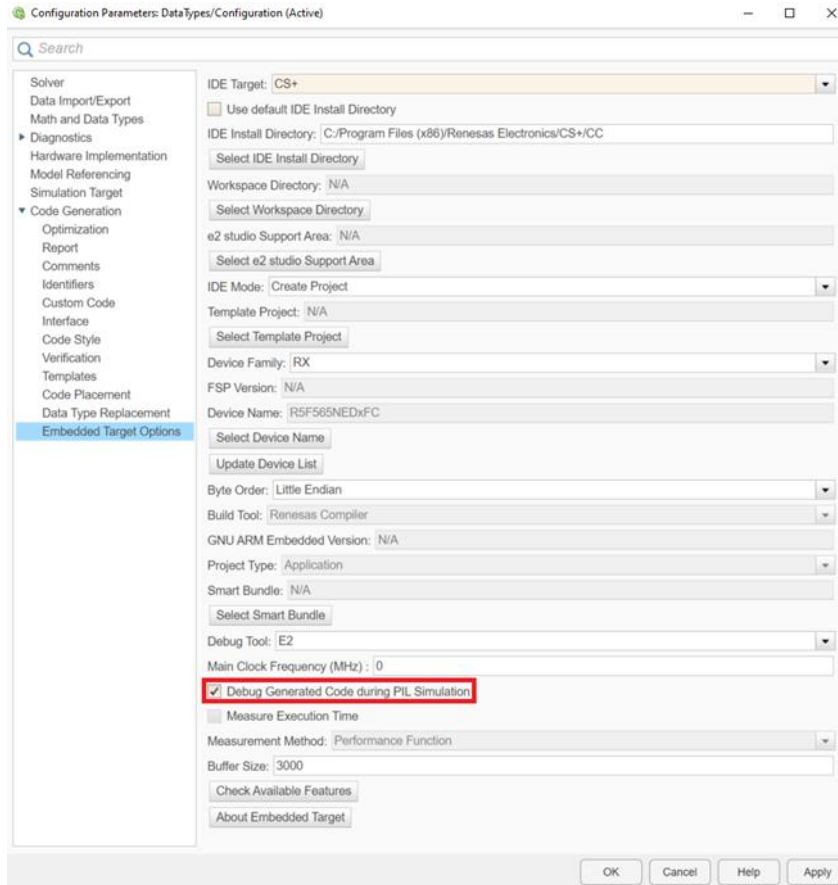 Configuration Parameters: DataTypes/Configuration (Active)
Search
Solver
Data Import/Export
Math and Data Types
Diagnostics
Hardware Implementation
Model Referencing
Simulation Target
Code Generation
Optimization
Report
Comments
Identifiers
Custom Code
Interface
Code Style
Verification
Templates
Code Placement
Data Type Replacement
Embedded Target Options
IDE Target: CS+
Use default IDE Install Directory
IDE Install Directory: C:/Program Files (x86)/Renesas Electronics/CS+/CC
Select IDE Install Directory
Workspace Directory: N/A
Select Workspace Directory
e2 studio Support Area: N/A
Select e2 studio Support Area
IDE Mode: Create Project
Template Project: N/A
Select Template Project
Device Family: RX
FSP Version: N/A
Device Name: R5F565NEDxFC
Select Device Name
Update Device List
Byte Order: Little Endian
Build Tool: Renesas Compiler
GNU ARM Embedded Version: N/A
Project Type: Application
Smart Bundle: N/A
Select Smart Bundle
Debug Tool: E2
Main Clock Frequency (MHz) : 0
Debug Generated Code during PIL Simulation
Measure Execution Time
Measurement Method: Performance Function
Buffer Size: 3000
Check Available Features
About Embedded Target
OK Cancel Help Apply